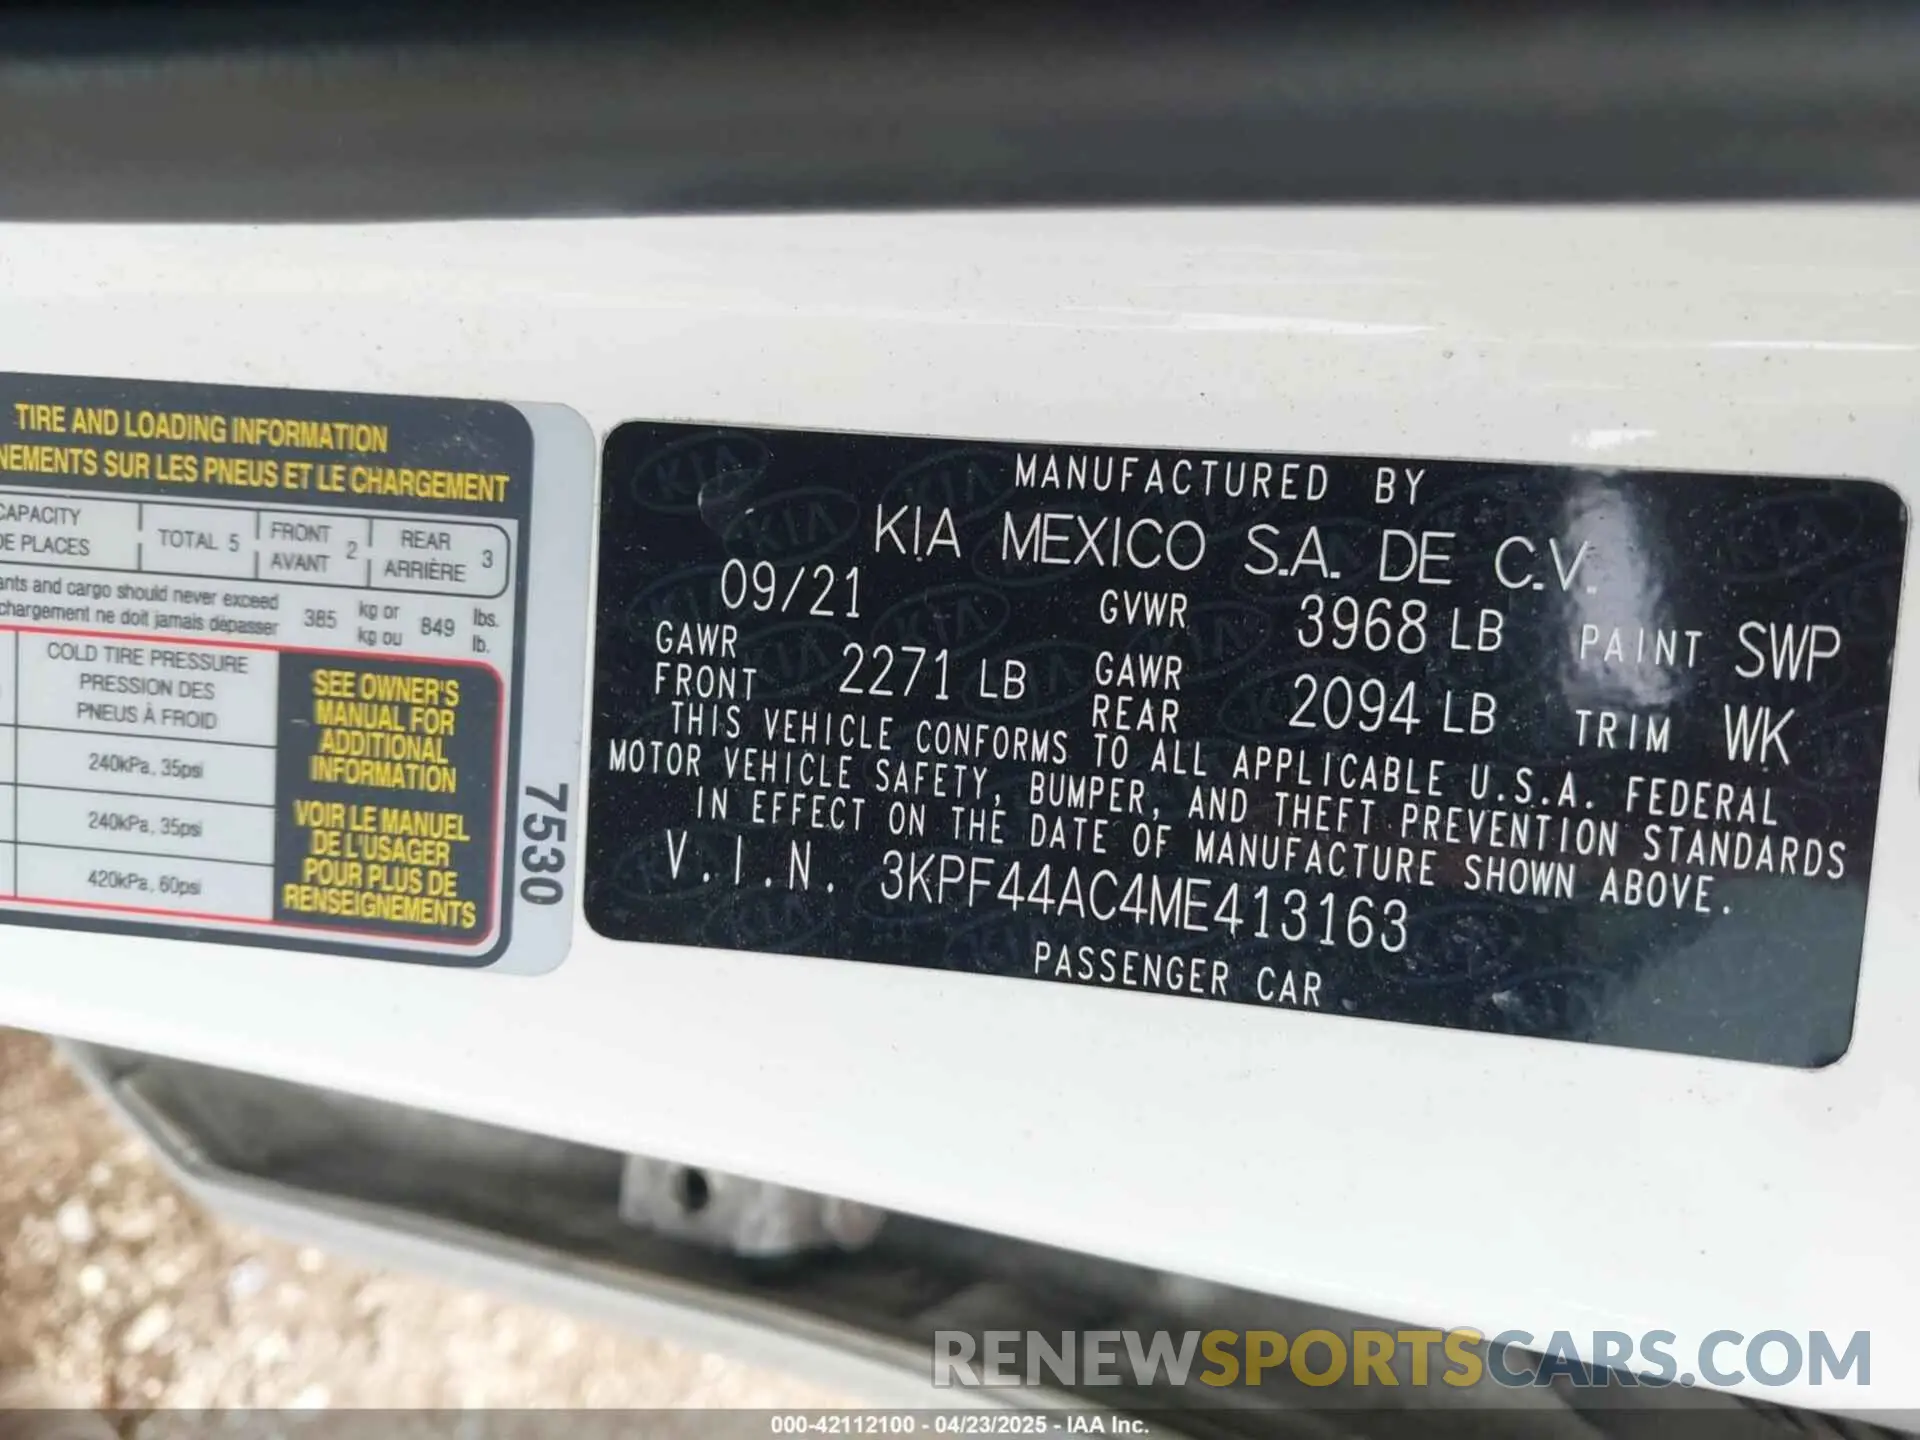 TIRE AND LOADING INFORMATION
NEMENTS SUR LES PNEUS ET LE CHARGEMENT
CAPACITY
DE PLACES
TOTAL 5
FRONT
AVANT 2
REAR
ARRIÈRE 3
ants and cargo should never exceed
chargement ne doit jamais dépasser
385 kg or 849 lbs.
kg ou lb.
COLD TIRE PRESSURE
PRESSION DES
PNEUS À FROID
240kPa, 35psi
240kPa, 35psi
420kPa, 60psi
SEE OWNER'S
MANUAL FOR
ADDITIONAL
INFORMATION
VOIR LE MANUEL
DE L'USAGER
POUR PLUS DE
RENSEIGNEMENTS
7530
MANUFACTURED BY
KIA MEXICO S.A. DE C.V.
09/21 GVWR 3968 LB PAINT SWP
GAWR
FRONT 2271 LB
GAWR
REAR 2094 LB TRIM WK
THIS VEHICLE CONFORMS TO ALL APPLICABLE U.S.A. FEDERAL
MOTOR VEHICLE SAFETY, BUMPER, AND THEFT PREVENTION STANDARDS
IN EFFECT ON THE DATE OF MANUFACTURE SHOWN ABOVE.
V.I.N. 3KPF44AC4ME413163
PASSENGER CAR
RENEWSPORTSCARS.COM
000-42112100 - 04/23/2025 - IAA Inc.